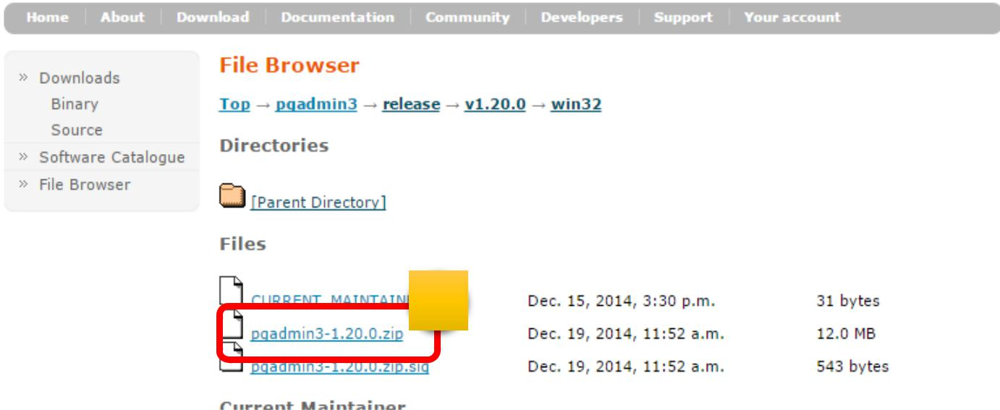 Home About Download Documentation Community Developers Support Your account
» Downloads
Binary
Source
» Software Catalogue
» File Browser
File Browser
Top → pgadmin3 → release → v1.20.0 → win32
Directories
[Parent Directory]
Files
Dec. 15, 2014, 3:30 p.m. 31 bytes
pgadmin3-1.20.0.zip Dec. 19, 2014, 11:52 a.m. 12.0 MB
pgadmin3-1.20.0.zip.sig Dec. 19, 2014, 11:52 a.m. 543 bytes
Current Maintainer